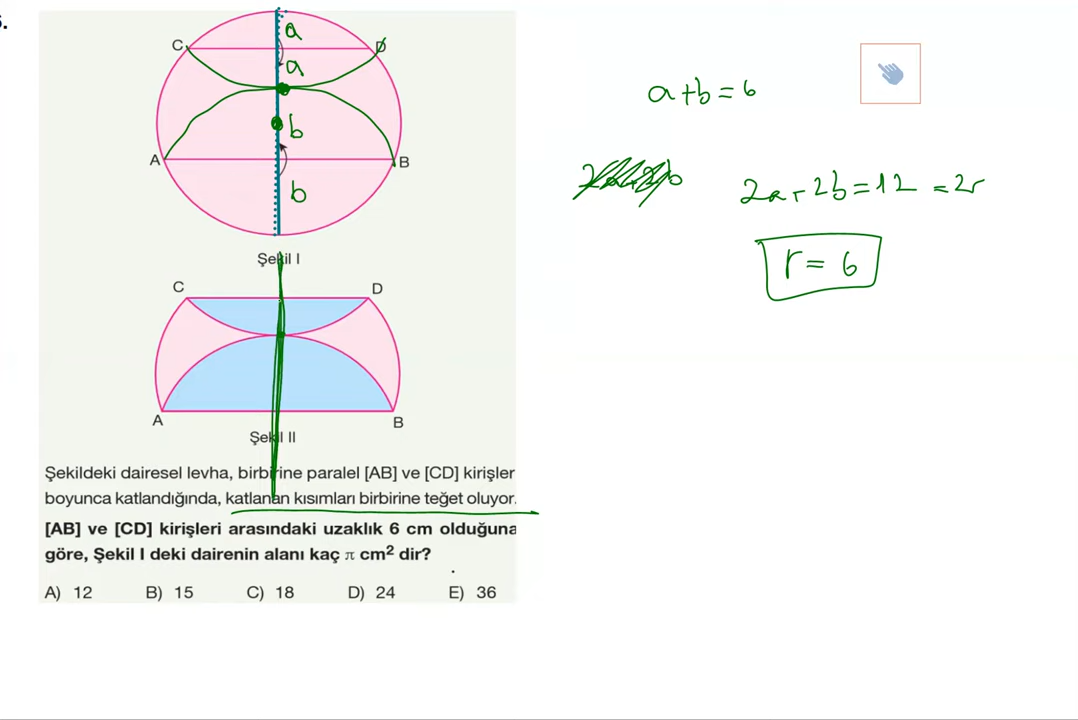 6.
C
a
D
a
b
A
B
b
Şekil I
C
D
A
B
Şekil II
Şekildeki dairesel levha, birbirine paralel [AB] ve [CD] kirişler
boyunca katlandığında, katlanan kısımları birbirine teğet oluyor.
[AB] ve [CD] kirişleri arasındaki uzaklık 6 cm olduğuna
göre, Şekil I deki dairenin alanı kaç π cm² dir?
A) 12 B) 15 C) 18 D) 24 E) 36
a+b=6
2a+2b=12 =2r
r= 6